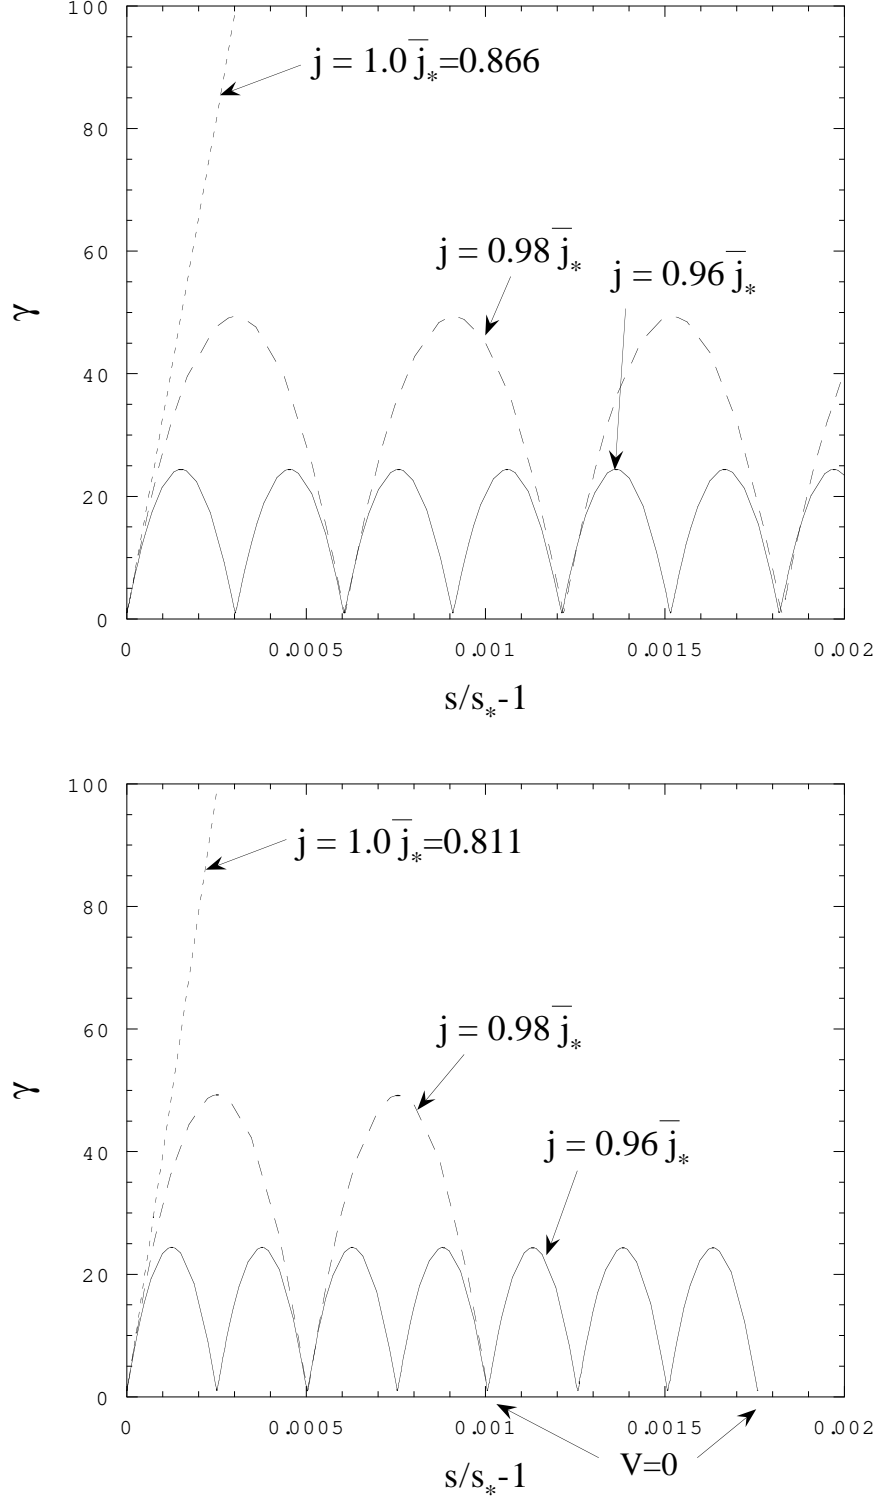 100
j = 1.0 j̅*=0.866
80
j = 0.98 j̅*
60
j = 0.96 j̅*
γ
40
20
0
0 0.0005 0.001 0.0015 0.002
s/s*-1
100
j = 1.0 j̅*=0.811
80
j = 0.98 j̅*
60
γ
j = 0.96 j̅*
40
20
0
0 0.0005 0.001 0.0015 0.002
V=0
s/s*-1